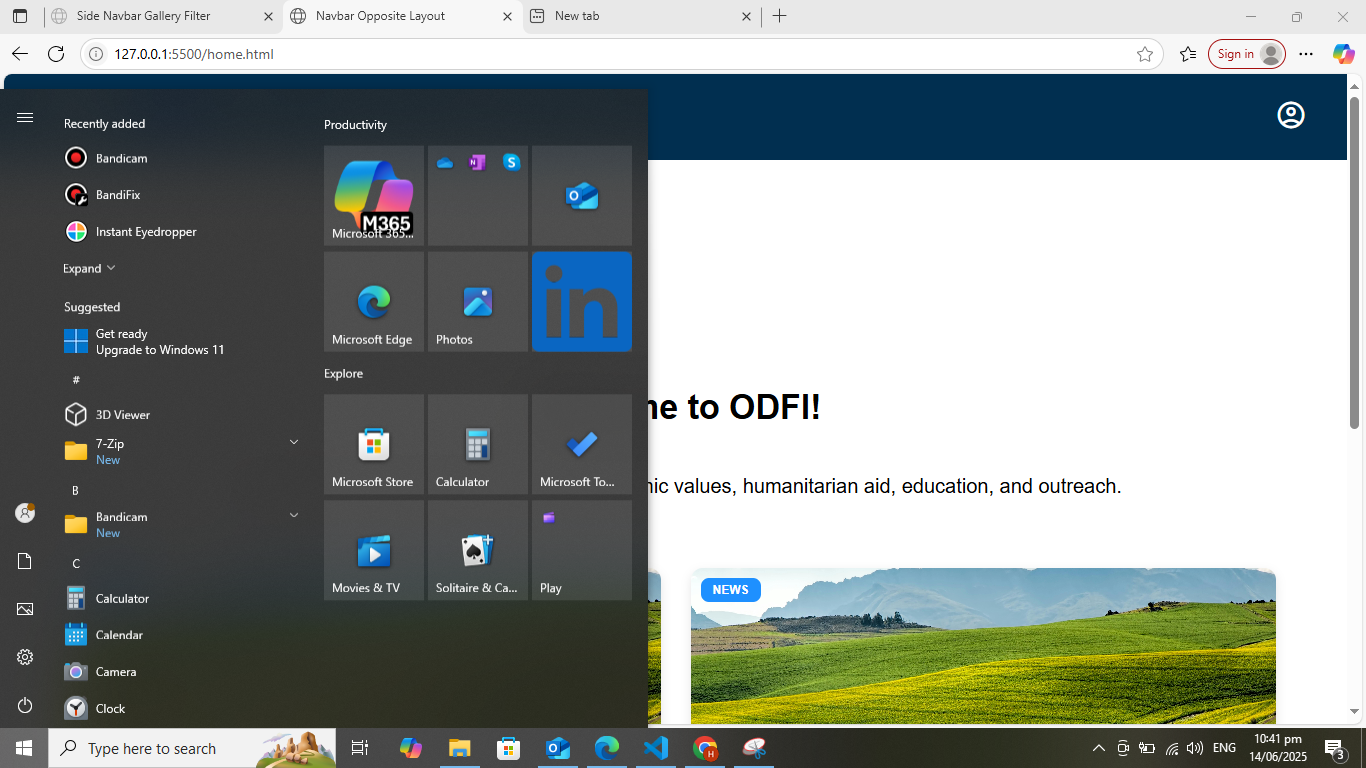 Side Navbar Gallery Filter
Navbar Opposite Layout
New tab
127.0.0.1:5500/home.html
Sign in
Recently added
Bandicam
BandiFix
Instant Eyedropper
Expand
Suggested
Get ready
Upgrade to Windows 11
#
3D Viewer
7-Zip
New
B
Bandicam
New
C
Calculator
Calendar
Camera
Clock
Productivity
M365
Microsoft 365...
N
S
O
in
Microsoft Edge
Photos
Explore
Microsoft Store
Calculator
Microsoft To...
Movies & TV
Solitaire & Ca...
Play
me to ODFI!
nic values, humanitarian aid, education, and outreach.
NEWS
Type here to search
H
ENG
10:41 pm
14/06/2025
3